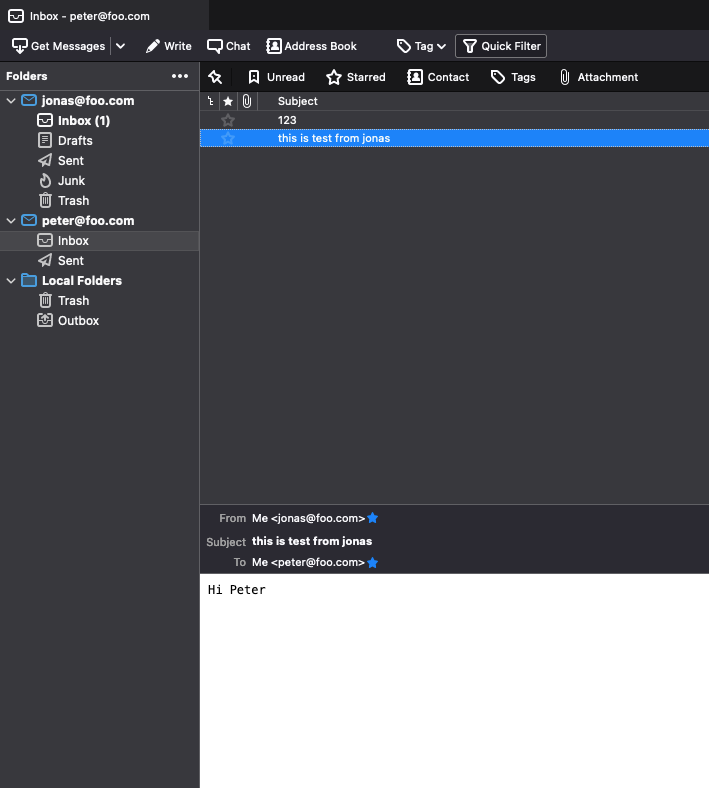 Inbox - peter@foo.com
Get Messages Write Chat Address Book Tag Quick Filter
Folders
jonas@foo.com
Inbox (1)
Drafts
Sent
Junk
Trash
peter@foo.com
Inbox
Sent
Local Folders
Trash
Outbox
Unread Starred Contact Tags Attachment
Subject
123
this is test from jonas
From Me <jonas@foo.com>
Subject this is test from jonas
To Me <peter@foo.com>
Hi Peter